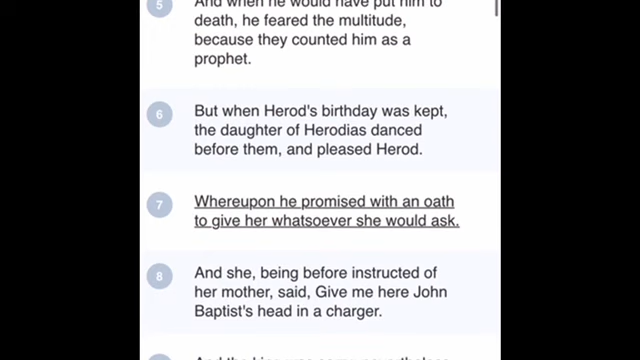 5
And when he would have put him to
death, he feared the multitude,
because they counted him as a
prophet.
6
But when Herod's birthday was kept,
the daughter of Herodias danced
before them, and pleased Herod.
7
Whereupon he promised with an oath
to give her whatsoever she would ask.
8
And she, being before instructed of
her mother, said, Give me here John
Baptist's head in a charger.